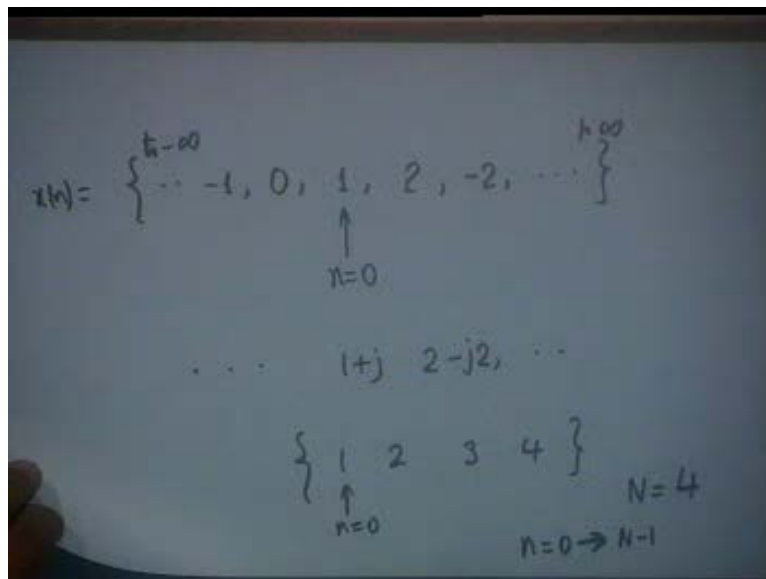 n-∞ n ∞
x(n) = { ·· -1, 0, 1, 2, -2, ··· }
↑
n=0
· · · 1+j 2-j2, ··
{ 1 2 3 4 }
↑
n=0
N=4
n=0→ N-1